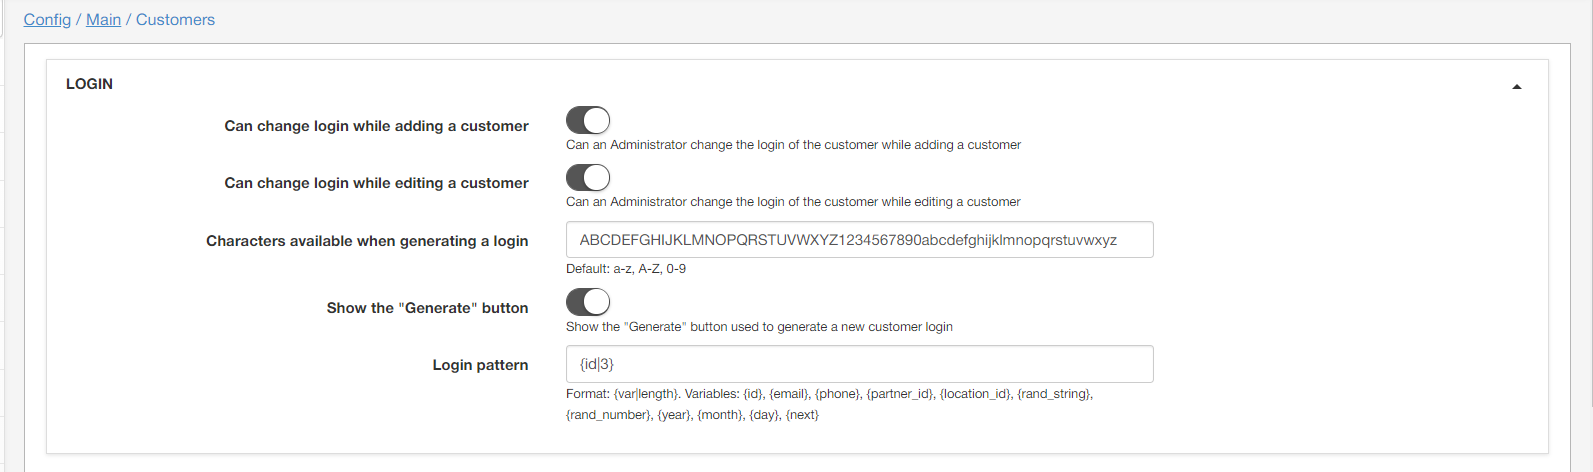 Config / Main / Customers
LOGIN
Can change login while adding a customer
Can an Administrator change the login of the customer while adding a customer
Can change login while editing a customer
Can an Administrator change the login of the customer while editing a customer
Characters available when generating a login
ABCDEFGHIJKLMNOPQRSTUVWXYZ1234567890abcdefghijklmnopqrstuvwxyz
Default: a-z, A-Z, 0-9
Show the "Generate" button
Show the "Generate" button used to generate a new customer login
Login pattern
{id|3}
Format: {var|length}. Variables: {id}, {email}, {phone}, {partner_id}, {location_id}, {rand_string},
{rand_number}, {year}, {month}, {day}, {next}